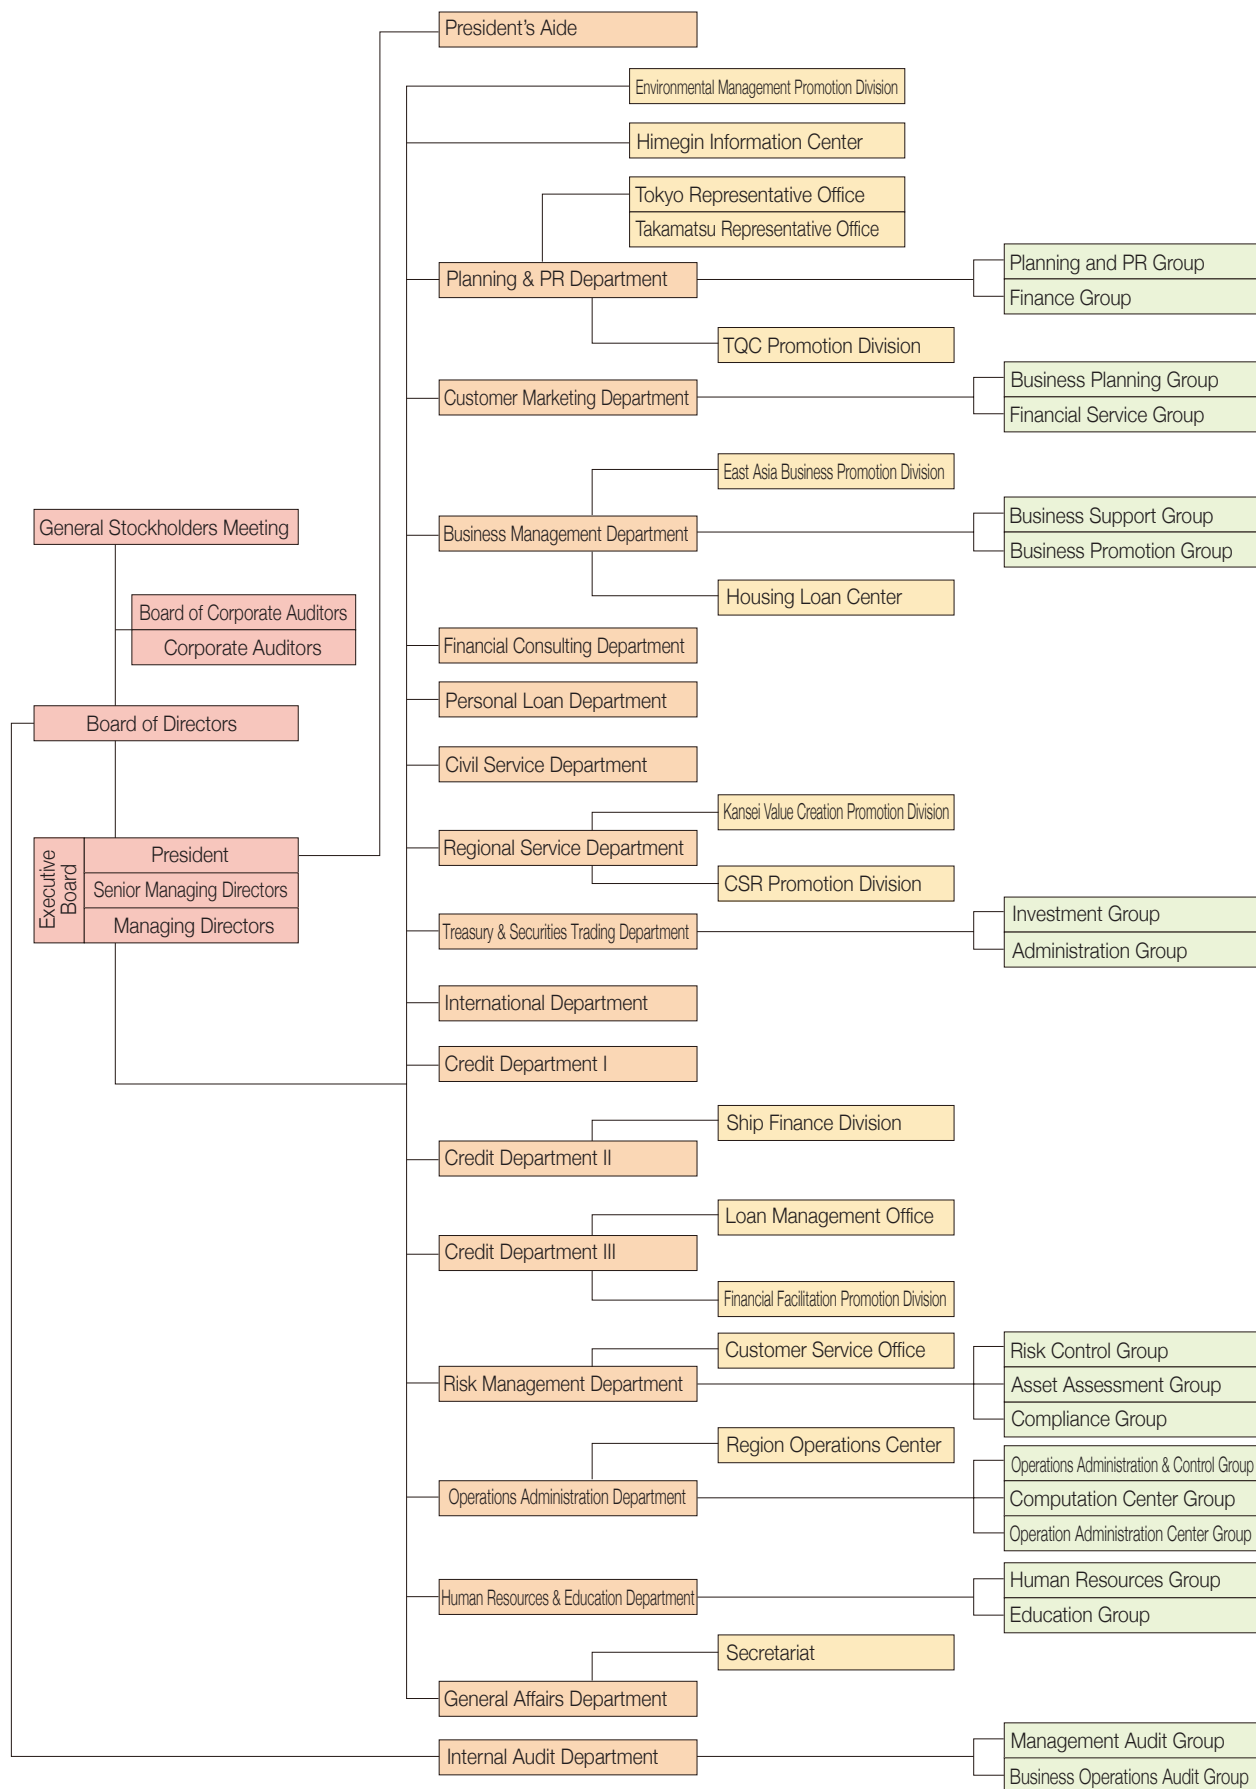 President's Aide
Environmental Management Promotion Division
Himegin Information Center
Tokyo Representative Office
Takamatsu Representative Office
Planning & PR Department
Planning and PR Group
Finance Group
TQC Promotion Division
Customer Marketing Department
Business Planning Group
Financial Service Group
East Asia Business Promotion Division
General Stockholders Meeting
Business Management Department
Business Support Group
Business Promotion Group
Housing Loan Center
Board of Corporate Auditors
Corporate Auditors
Financial Consulting Department
Personal Loan Department
Board of Directors
Civil Service Department
Kansei Value Creation Promotion Division
Executive
Board
President
Senior Managing Directors
Managing Directors
Regional Service Department
CSR Promotion Division
Treasury & Securities Trading Department
Investment Group
Administration Group
International Department
Credit Department I
Ship Finance Division
Credit Department II
Loan Management Office
Credit Department III
Financial Facilitation Promotion Division
Customer Service Office
Risk Management Department
Risk Control Group
Asset Assessment Group
Compliance Group
Region Operations Center
Operations Administration Department
Operations Administration & Control Group
Computation Center Group
Operation Administration Center Group
Human Resources & Education Department
Human Resources Group
Education Group
Secretariat
General Affairs Department
Internal Audit Department
Management Audit Group
Business Operations Audit Group